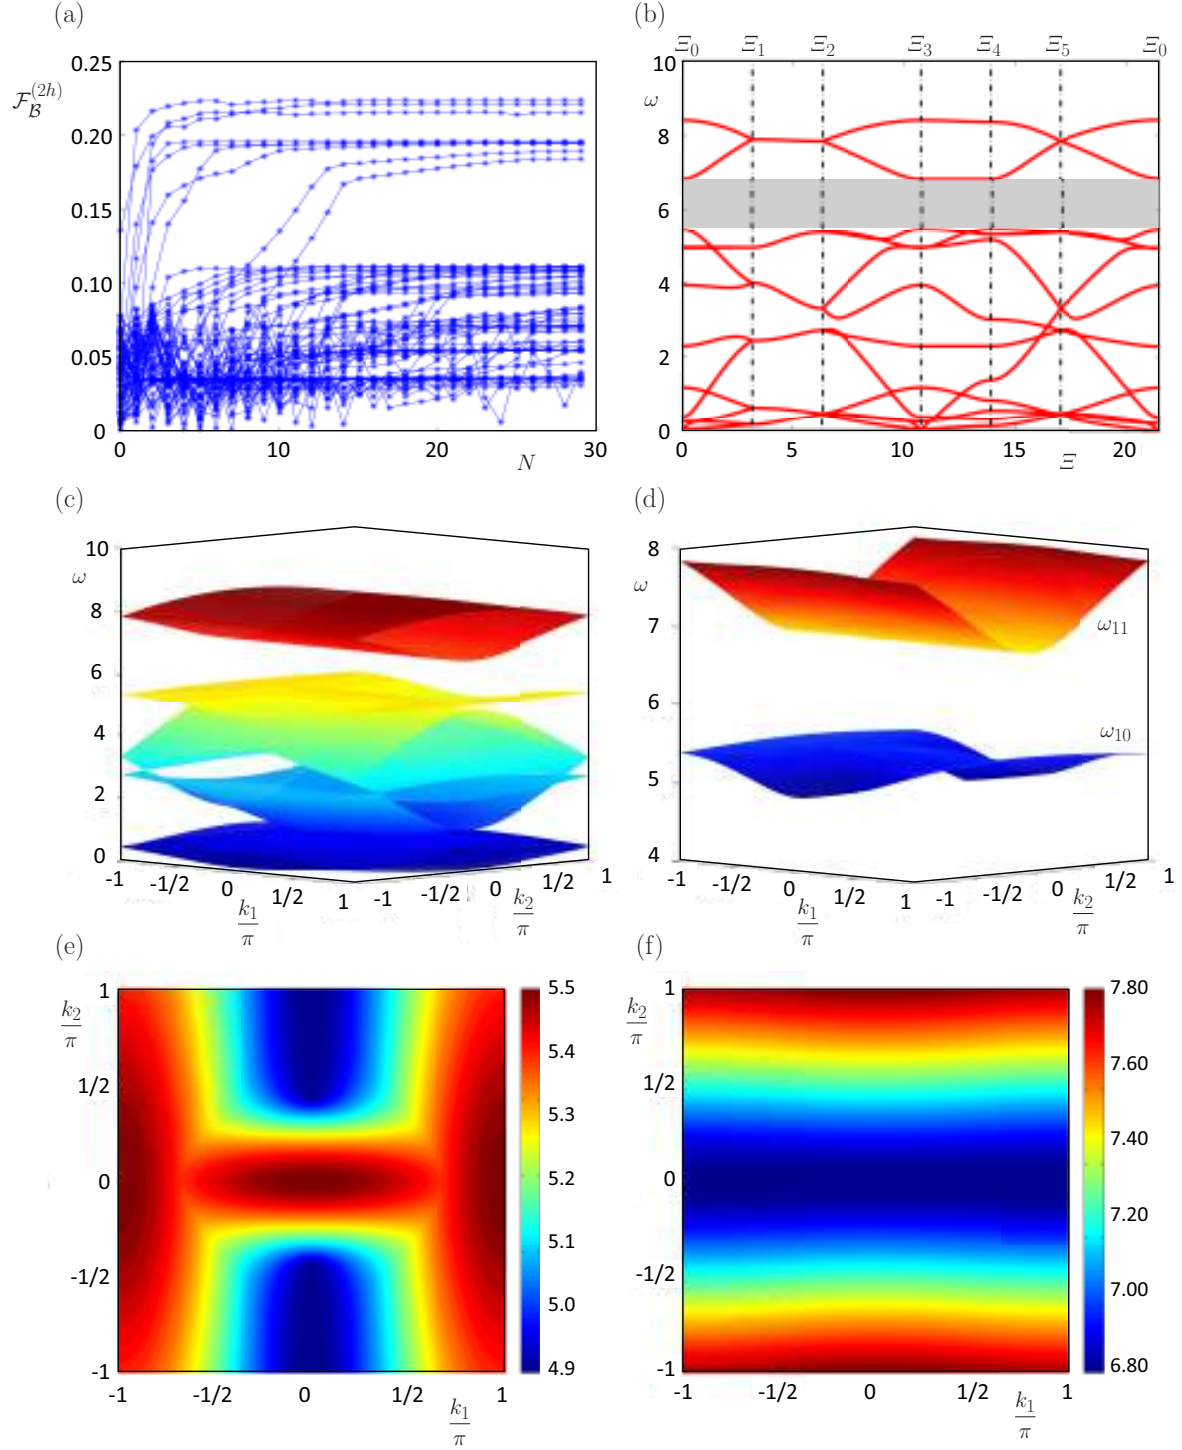 (a)
0.25
0.20
0.15
0.10
0.05
0
$\mathcal{F}_{\mathcal{B}}^{(2h)}$
0 10 20 30
N
(b)
Ξ₀ Ξ₁ Ξ₂ Ξ₃ Ξ₄ Ξ₅ Ξ₀
10
ω
8
6
4
2
0
0 5 10 15 20
Ξ
(c)
10
ω
8
6
4
2
0
-1 -1/2 0 1/2 1 -1 -1/2 0 1/2 1
k₁/π k₂/π
(d)
8
ω
7
6
5
4
ω₁₁
ω₁₀
-1 -1/2 0 1/2 1 -1 -1/2 0 1/2 1
k₁/π k₂/π
(e)
k₂/π
1
1/2
0
-1/2
-1
-1 -1/2 0 1/2 1
k₁/π
5.5
5.4
5.3
5.2
5.1
5.0
4.9
(f)
k₂/π
1
1/2
0
-1/2
-1
-1 -1/2 0 1/2 1
k₁/π
7.80
7.60
7.40
7.20
7.00
6.80